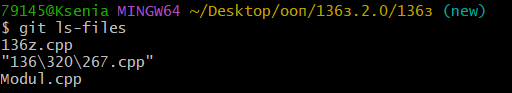 79145@Ksenia MINGW64 ~/Desktop/ооп/136з.2.0/136з (new)
$ git ls-files
136z.cpp
"136\320\267.cpp"
Modul.cpp